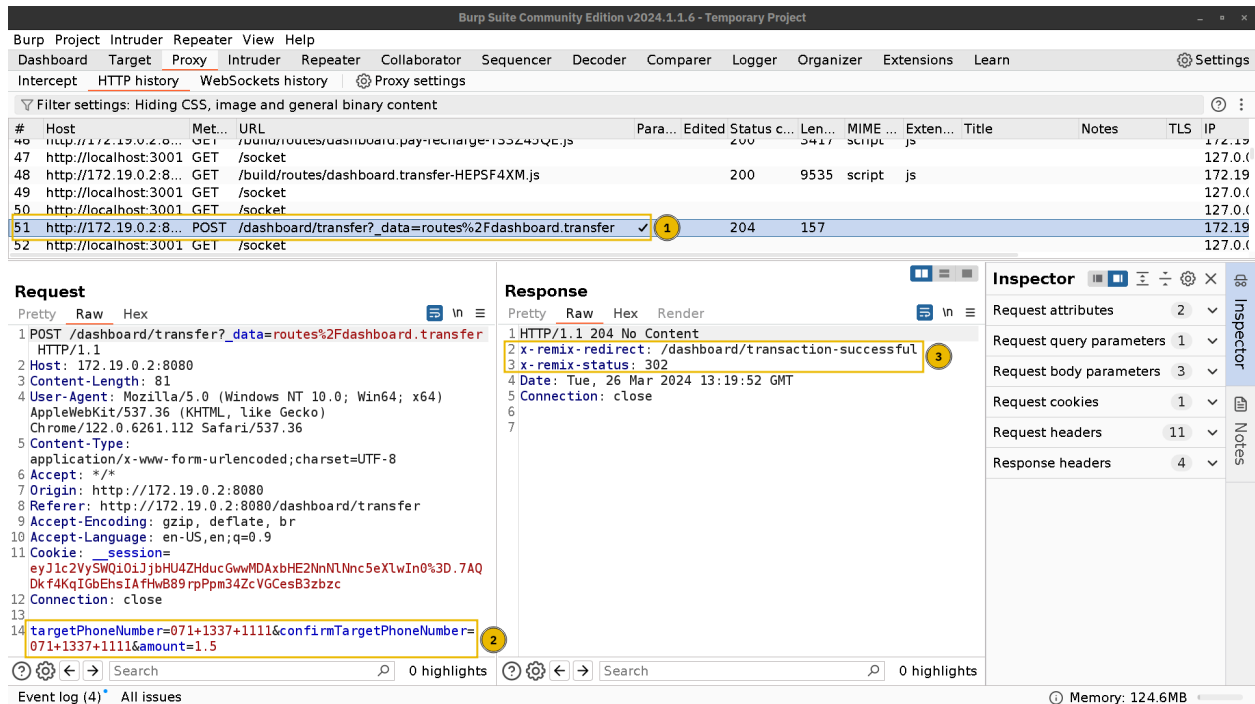 Burp Suite Community Edition v2024.1.1.6 - Temporary Project
Burp Project Intruder Repeater View Help
Dashboard Target Proxy Intruder Repeater Collaborator Sequencer Decoder Comparer Logger Organizer Extensions Learn Settings
Intercept HTTP history WebSockets history Proxy settings
Filter settings: Hiding CSS, image and general binary content
# Host Met... URL Para... Edited Status c... Len... MIME ... Exten... Title Notes TLS IP
46 http://172.19.0.2:8... GET 200 3417 script js 172.19
47 http://localhost:3001 GET /socket 127.0.0
48 http://172.19.0.2:8... GET /build/routes/dashboard.transfer-HEPSF4XM.js 200 9535 script js 172.19
49 http://localhost:3001 GET /socket 127.0.0
50 http://localhost:3001 GET /socket 127.0.0
51 http://172.19.0.2:8... POST /dashboard/transfer?_data=routes%2Fdashboard.transfer ✓ 1 204 157 172.19
52 http://localhost:3001 GET /socket 127.0.0
Request
Pretty Raw Hex \n
1 POST /dashboard/transfer?_data=routes%2Fdashboard.transfer
HTTP/1.1
2 Host: 172.19.0.2:8080
3 Content-Length: 81
4 User-Agent: Mozilla/5.0 (Windows NT 10.0; Win64; x64)
AppleWebKit/537.36 (KHTML, like Gecko)
Chrome/122.0.6261.112 Safari/537.36
5 Content-Type:
application/x-www-form-urlencoded;charset=UTF-8
6 Accept: */*
7 Origin: http://172.19.0.2:8080
8 Referer: http://172.19.0.2:8080/dashboard/transfer
9 Accept-Encoding: gzip, deflate, br
10 Accept-Language: en-US,en;q=0.9
11 Cookie: __session=
eyJ1c2VySWQiOiJjbHU4ZHducGwwMDAxbHE2NnNlNnc5eXlwIn0%3D.7AQ
Dkf4KqIGbEhsIAfHwB89rpPpm34ZcVGCesB3zbzc
12 Connection: close
13
14 targetPhoneNumber=071+1337+1111&confirmTargetPhoneNumber=
071+1337+1111&amount=1.5
2
Search 0 highlights
Response
Pretty Raw Hex Render \n
1 HTTP/1.1 204 No Content
2 x-remix-redirect: /dashboard/transaction-successful
3 x-remix-status: 302
3
4 Date: Tue, 26 Mar 2024 13:19:52 GMT
5 Connection: close
6
7
Search 0 highlights
Inspector
Request attributes 2
Request query parameters 1
Request body parameters 3
Request cookies 1
Request headers 11
Response headers 4
Inspector
Notes
Event log (4) All issues
Memory: 124.6MB